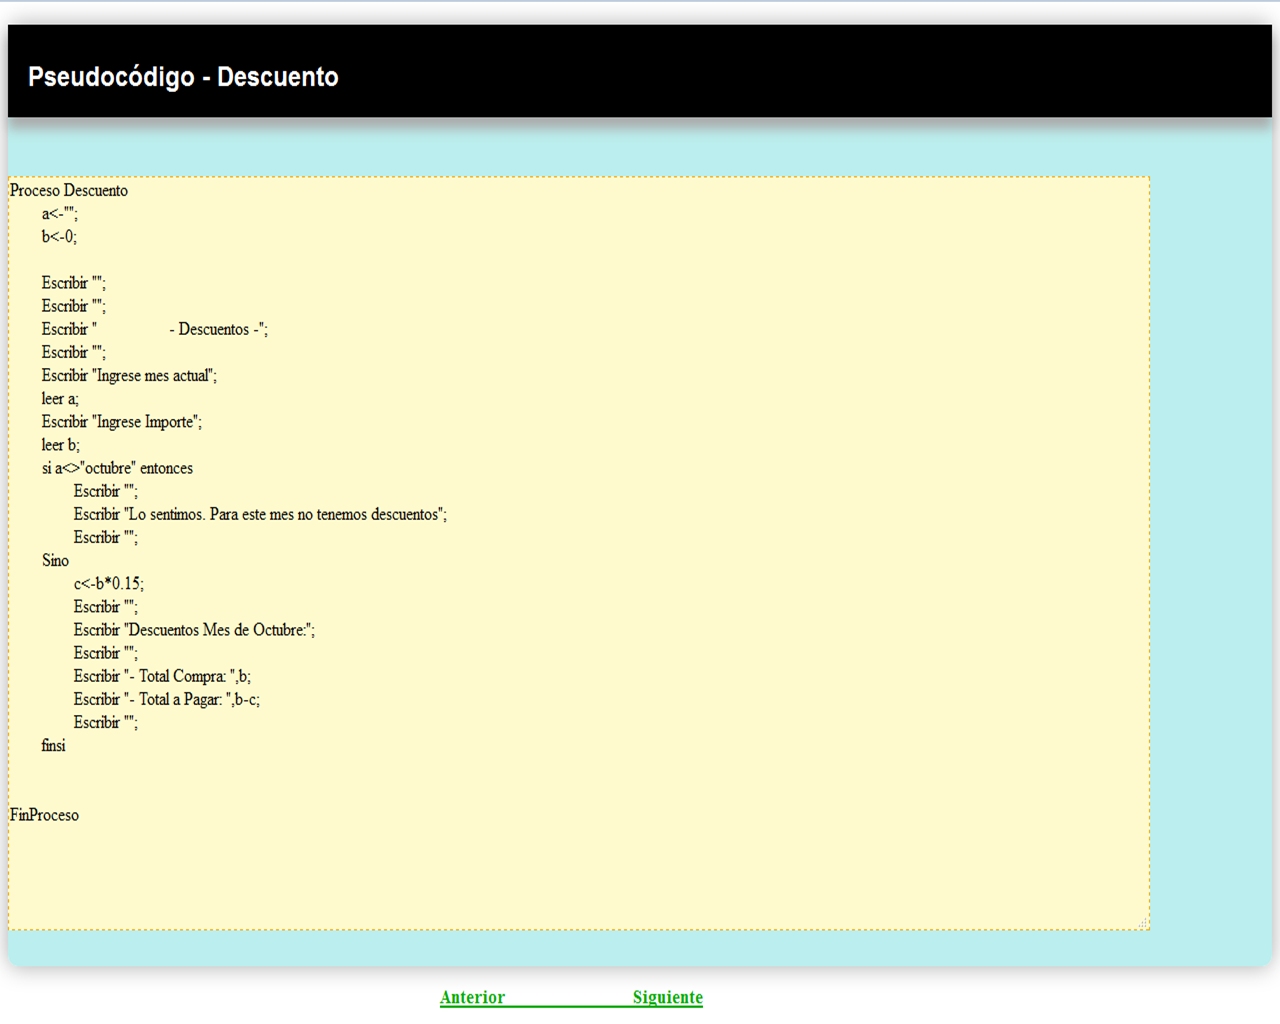 Pseudocódigo - Descuento
Proceso Descuento
a<-"";
b<-0;
Escribir "";
Escribir "";
Escribir "                    - Descuentos -";
Escribir "";
Escribir "Ingrese mes actual";
leer a;
Escribir "Ingrese Importe";
leer b;
si a<>"octubre" entonces
Escribir "";
Escribir "Lo sentimos. Para este mes no tenemos descuentos";
Escribir "";
Sino
c<-b*0.15;
Escribir "";
Escribir "Descuentos Mes de Octubre:";
Escribir "";
Escribir "- Total Compra: ",b;
Escribir "- Total a Pagar: ",b-c;
Escribir "";
finsi
FinProceso
Anterior Siguiente